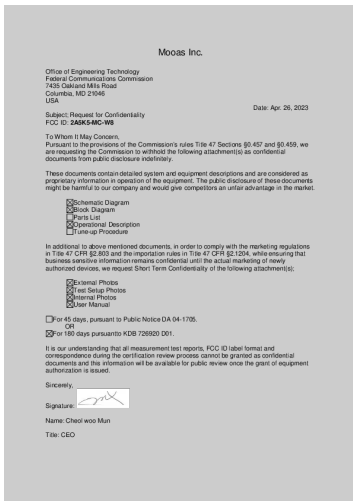 Mooas Inc.
Office of Engineering Technology
Federal Communications Commission
7435 Oakland Mills Road
Columbia, MD 21046
USA
Date: Apr. 26, 2023
Subject; Request for Confidentiality
FCC ID: 2A5K5-MC-W8
To Whom It May Concern,
Pursuant to the provisions of the Commission's rules Title 47 Sections §0.457 and §0.459, we
are requesting the Commission to withhold the following attachment(s) as confidential
documents from public disclosure indefinitely.
These documents contain detailed system and equipment descriptions and are considered as
proprietary information in operation of the equipment. The public disclosure of these documents
might be harmful to our company and would give competitors an unfair advantage in the market.
☒Schematic Diagram
☒Block Diagram
☐Parts List
☒Operational Description
☐Tune-up Procedure
In additional to above mentioned documents, in order to comply with the marketing regulations
in Title 47 CFR §2.803 and the importation rules in Title 47 CFR §2.1204, while ensuring that
business sensitive information remains confidential until the actual marketing of newly
authorized devices, we request Short Term Confidentiality of the following attachment(s);
☒External Photos
☒Test Setup Photos
☒Internal Photos
☒User Manual
☐For 45 days, pursuant to Public Notice DA 04-1705.
OR
☒For 180 days pursuantto KDB 726920 D01.
It is our understanding that all measurement test reports, FCC ID label format and
correspondence during the certification review process cannot be granted as confidential
documents and this information will be available for public review once the grant of equipment
authorization is issued.
Sincerely,
Signature:
Name: Cheol woo Mun
Title: CEO